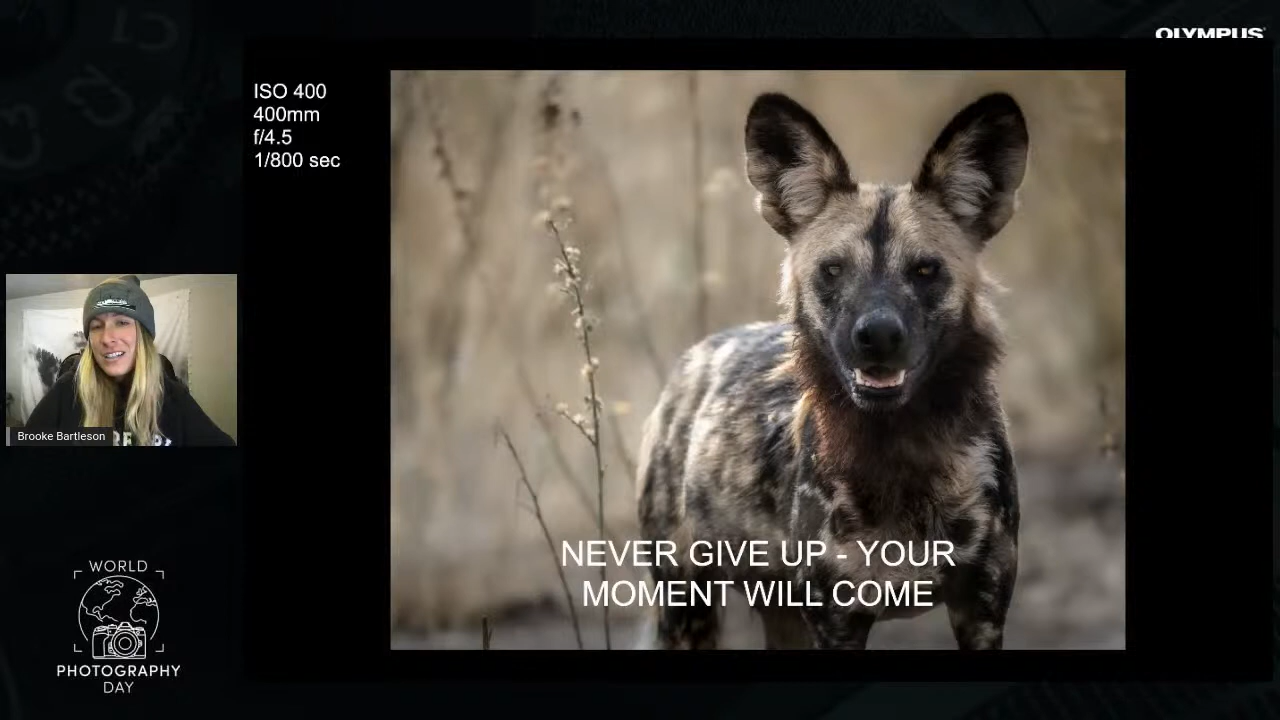 OLYMPUS
ISO 400
400mm
f/4.5
1/800 sec
Brooke Bartleson
NEVER GIVE UP - YOUR
MOMENT WILL COME
WORLD
PHOTOGRAPHY
DAY